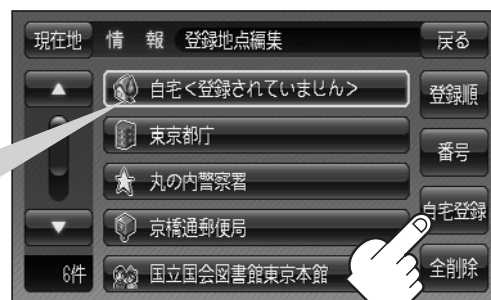 現在地 情 報 登録地点編集 戻る
自宅<登録されていません> 登録順
東京都庁
番号
丸の内警察署
自宅登録
京橋通郵便局
6件 国立国会図書館東京本館 全削除